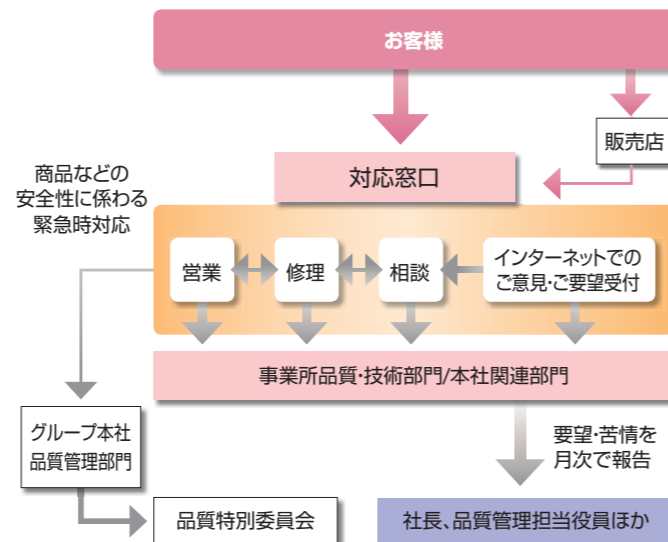 お客様
販売店
対応窓口
商品などの
安全性に係わる
緊急時対応
営業
修理
相談
インターネットでの
ご意見・ご要望受付
事業所品質・技術部門/本社関連部門
グループ本社
品質管理部門
要望・苦情を
月次で報告
品質特別委員会
社長、品質管理担当役員ほか